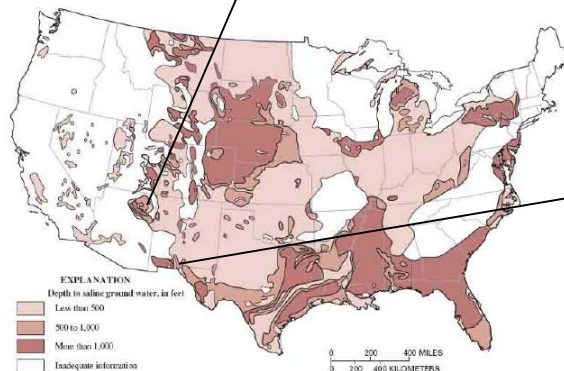 EXPLANATION
Depth to saline ground water, in feet
Less than 500
500 to 1,000
More than 1,000
Inadequate information
0 200 400 MILES
0 200 400 KILOMETERS